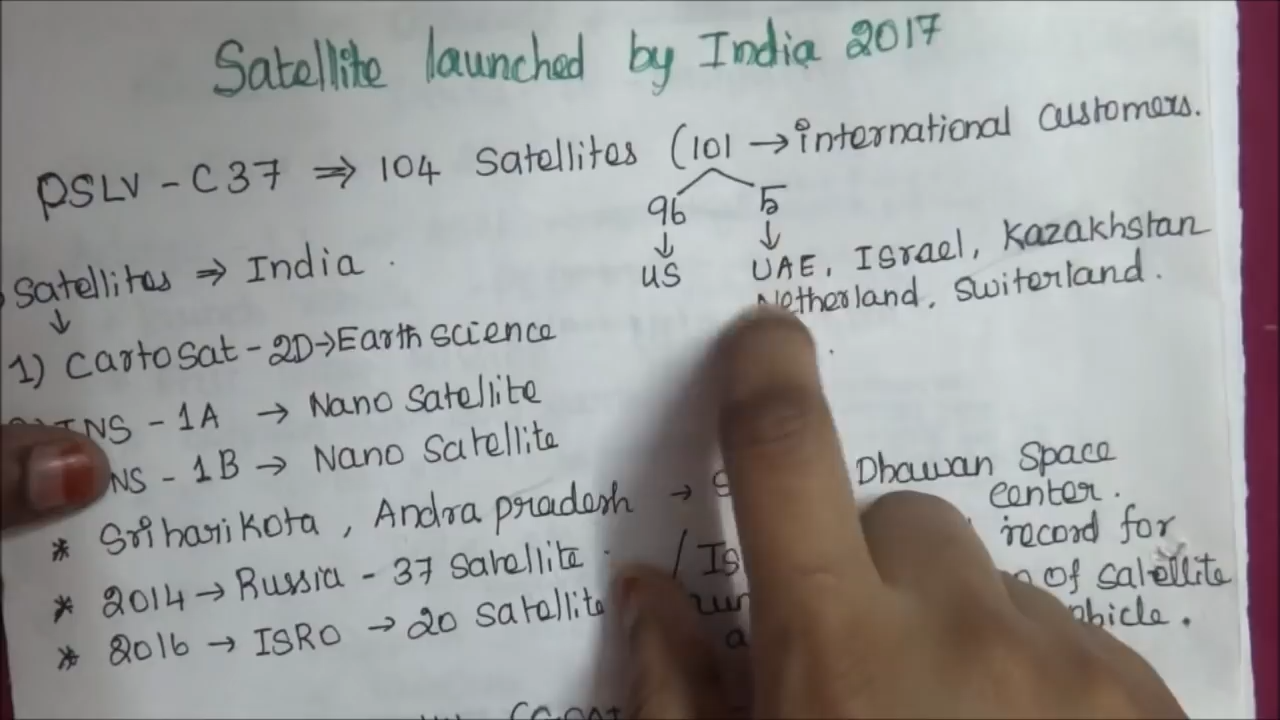 Satellite launched by India 2017
PSLV - C37 ⇒ 104 Satellites (101 → international customers.
96 5
↓ ↓
US UAE, Israel, Kazakhstan
Netherland, Switerland.
Satellites ⇒ India.
↓
1) Cartosat - 2D → Earth science
INS - 1A → Nano Satellite
NS - 1B → Nano Satellite
* Sriharikota, Andra pradesh → Dhawan Space
center.
* 2014 → Russia - 37 Satellite. record for
of satellite
* 2016 → ISRO → 20 Satellite